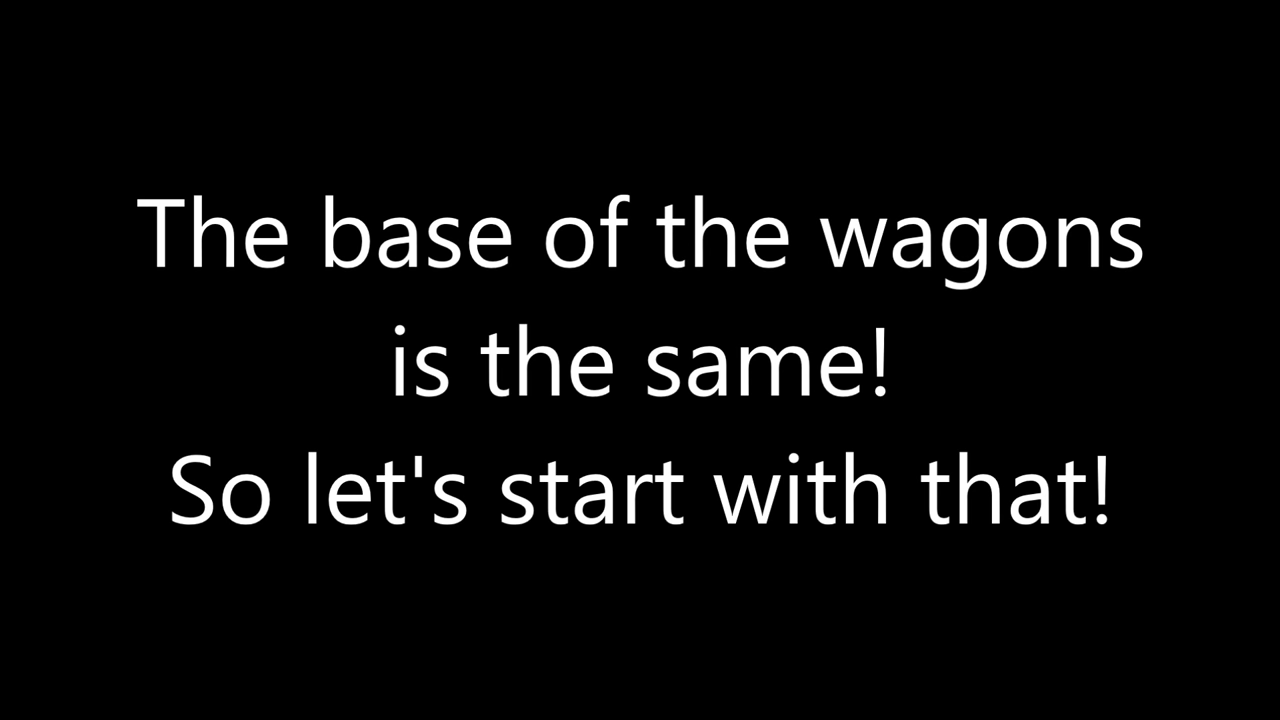 The base of the wagons
is the same!
So let's start with that!